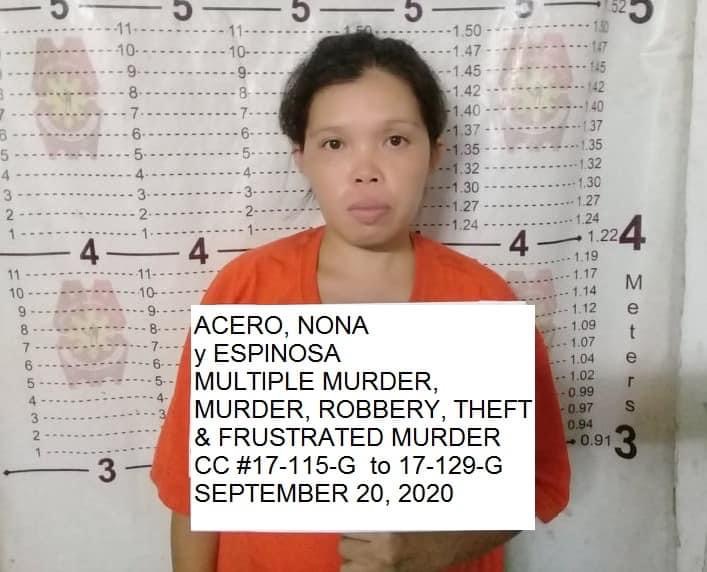 5 5 5 5 1.52 5
11 11 1.50 1.50
10 10 1.47 1.47
9 9 1.45 1.45
8 8 1.42 1.42
7 7 1.40 1.40
6 6 1.37 1.37
5 5 5 1.35 1.35
4 4 4 1.32 1.32
3 3 3 1.30 1.30
2 2 2 1.27 1.27
1 1 1.24 1.24
4 4 4 1.22 4
11 11 1.19
10 10 1.17
9 9 1.14
8 8 1.12
7 7 1.09
6 6 1.07
5 5 1.04
4 1.02
3 0.99
2 0.97
0.94
3 0.91 3
Meters
ACERO, NONA
y ESPINOSA
MULTIPLE MURDER,
MURDER, ROBBERY, THEFT
& FRUSTRATED MURDER
CC #17-115-G to 17-129-G
SEPTEMBER 20, 2020